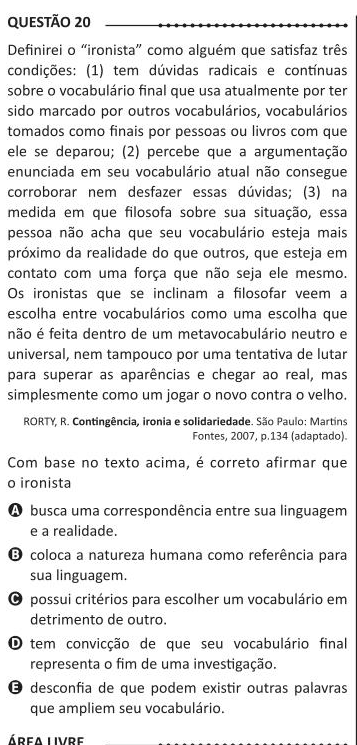 QUESTÃO 20
Definirei o “ironista” como alguém que satisfaz três
condições: (1) tem dúvidas radicais e contínuas
sobre o vocabulário final que usa atualmente por ter
sido marcado por outros vocabulários, vocabulários
tomados como finais por pessoas ou livros com que
ele se deparou; (2) percebe que a argumentação
enunciada em seu vocabulário atual não consegue
corroborar nem desfazer essas dúvidas; (3) na
medida em que filosofa sobre sua situação, essa
pessoa não acha que seu vocabulário esteja mais
próximo da realidade do que outros, que esteja em
contato com uma força que não seja ele mesmo.
Os ironistas que se inclinam a filosofar veem a
escolha entre vocabulários como uma escolha que
não é feita dentro de um metavocabulário neutro e
universal, nem tampouco por uma tentativa de lutar
para superar as aparências e chegar ao real, mas
simplesmente como um jogar o novo contra o velho.
RORTY, R. Contingência, ironia e solidariedade. São Paulo: Martins
Fontes, 2007, p.134 (adaptado).
Com base no texto acima, é correto afirmar que
o ironista
A busca uma correspondência entre sua linguagem
e a realidade.
B coloca a natureza humana como referência para
sua linguagem.
C possui critérios para escolher um vocabulário em
detrimento de outro.
D tem convicção de que seu vocabulário final
representa o fim de uma investigação.
E desconfia de que podem existir outras palavras
que ampliem seu vocabulário.
ÁREA LIVRE